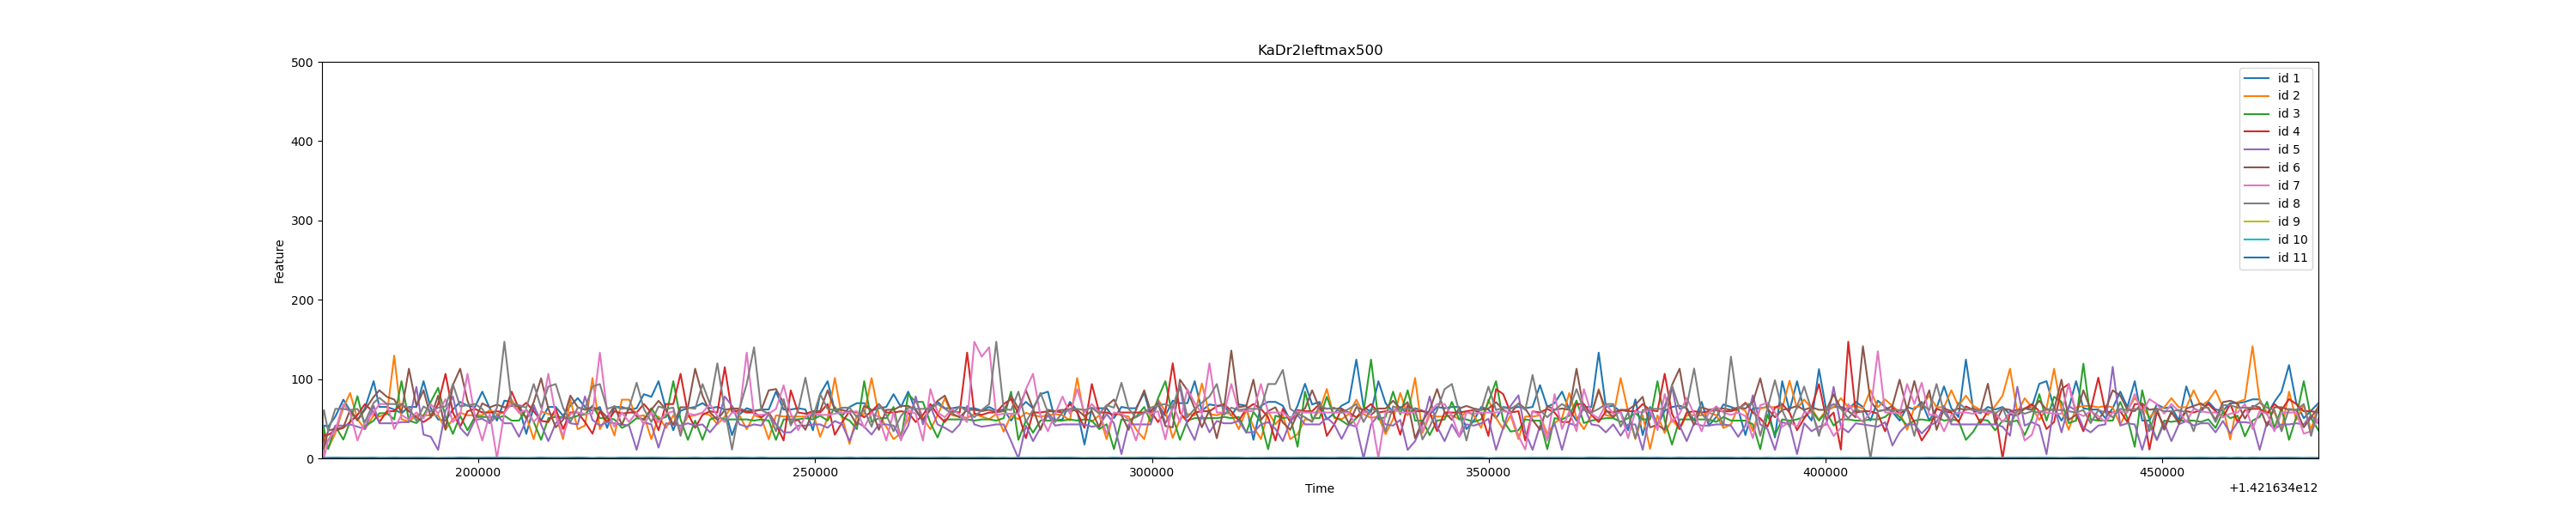 KaDr2leftmax500
500
400
300
200
100
0
Feature
id 1
id 2
id 3
id 4
id 5
id 6
id 7
id 8
id 9
id 10
id 11
200000 250000 300000 350000 400000 450000
Time
+1.421634e12